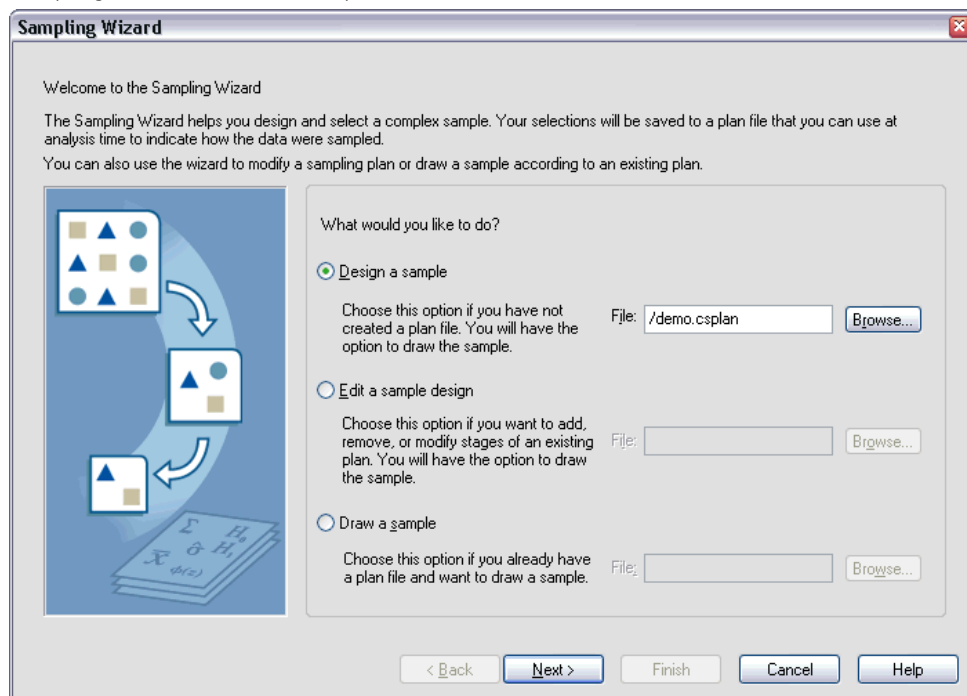 Sampling Wizard
Welcome to the Sampling Wizard
The Sampling Wizard helps you design and select a complex sample. Your selections will be saved to a plan file that you can use at
analysis time to indicate how the data were sampled.
You can also use the wizard to modify a sampling plan or draw a sample according to an existing plan.
What would you like to do?
Design a sample
Choose this option if you have not
created a plan file. You will have the
option to draw the sample.
File: /demo.csplan Browse...
Edit a sample design
Choose this option if you want to add,
remove, or modify stages of an existing
plan. You will have the option to draw
the sample.
File: Browse...
Draw a sample
Choose this option if you already have
a plan file and want to draw a sample.
File: Browse...
Σ H₀
x̄ σ̂ H₁
ϕ(z)
< Back Next > Finish Cancel Help